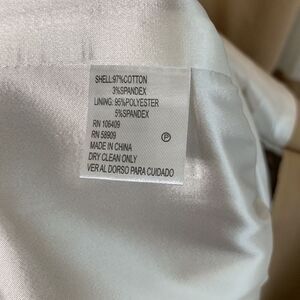 SHELL:97%COTTON
3%SPANDEX
LINING: 95%POLYESTER
5%SPANDEX
RN 106409
RN 58909
MADE IN CHINA
DRY CLEAN ONLY
VER AL DORSO PARA CUIDADO
P